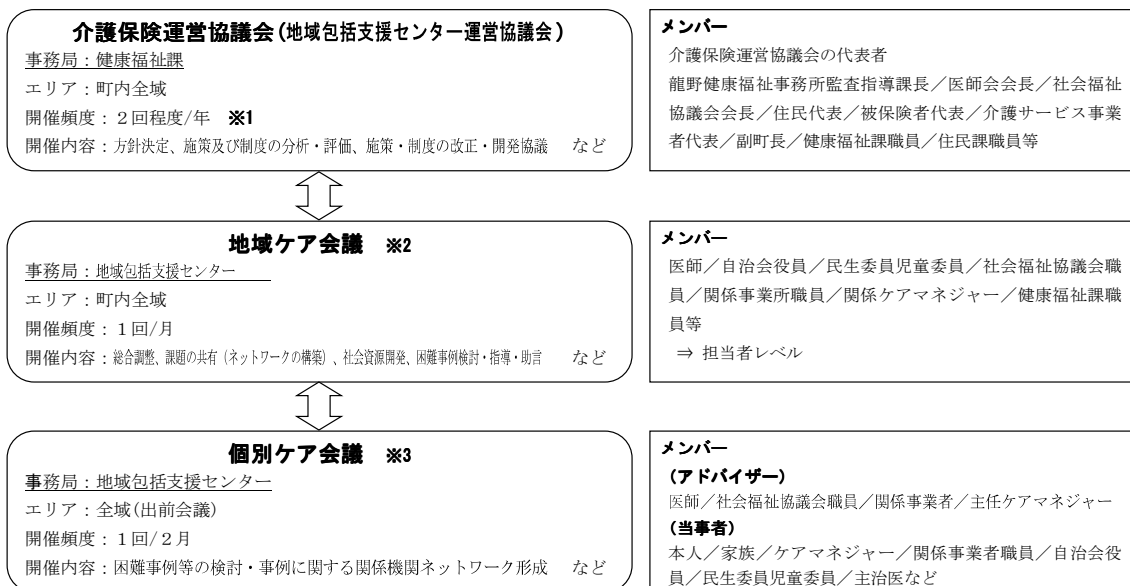 介護保険運営協議会(地域包括支援センター運営協議会)
事務局：健康福祉課
エリア：町内全域
開催頻度：２回程度/年　※1
開催内容：方針決定、施策及び制度の分析・評価、施策・制度の改正・開発協議　など
メンバー
介護保険運営協議会の代表者
龍野健康福祉事務所監査指導課長／医師会会長／社会福祉
協議会会長／住民代表／被保険者代表／介護サービス事業
者代表／副町長／健康福祉課職員／住民課職員等
地域ケア会議　※2
事務局：地域包括支援センター
エリア：町内全域
開催頻度：１回/月
開催内容：総合調整、課題の共有（ネットワークの構築）、社会資源開発、困難事例検討・指導・助言　など
メンバー
医師／自治会役員／民生委員児童委員／社会福祉協議会職
員／関係事業所職員／関係ケアマネジャー／健康福祉課職
員等
⇒ 担当者レベル
個別ケア会議　※3
事務局：地域包括支援センター
エリア：全域(出前会議)
開催頻度：１回/２月
開催内容：困難事例等の検討・事例に関する関係機関ネットワーク形成　など
メンバー
(アドバイザー)
医師／社会福祉協議会職員／関係事業者／主任ケアマネジャー
(当事者)
本人／家族／ケアマネジャー／関係事業者職員／自治会役
員／民生委員児童委員／主治医など